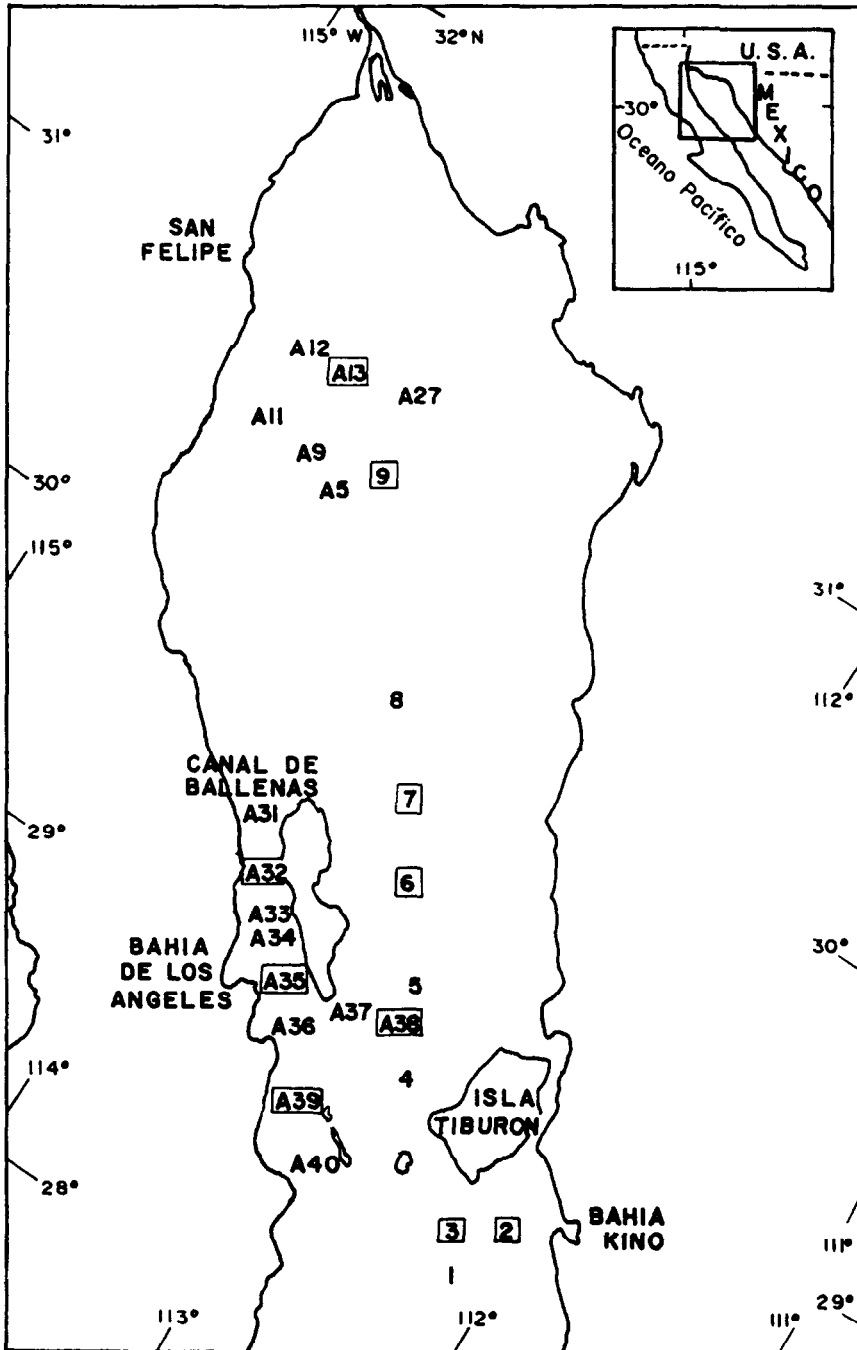 115° W
32° N
U. S. A.
31°
30°
MEXICO
Oceano Pacífico
115°
SAN
FELIPE
A12
A13
A27
A11
A9
A5
9
30°
115°
31°
112°
8
CANAL DE
BALLENAS
A31
7
29°
A32
6
A33
A34
30°
BAHIA
DE LOS
ANGELES
A35
5
A37
A36
A38
114°
4
A39
ISLA
TIBURON
A40
28°
3
2
BAHIA
KINO
111°
1
113°
112°
111°
29°